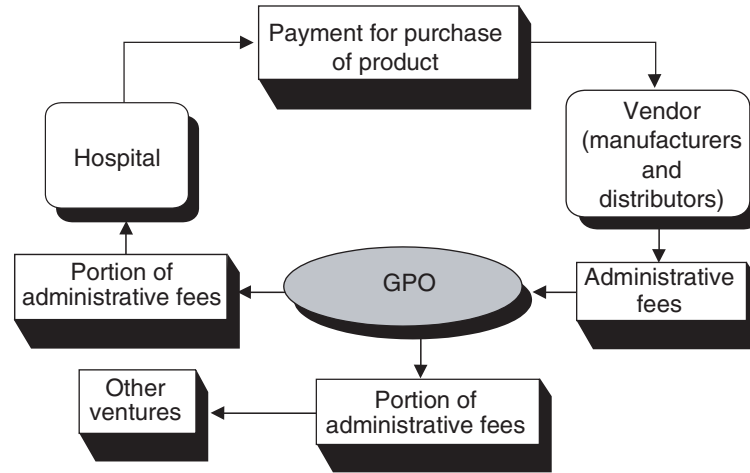 Payment for purchase
of product
Hospital
Vendor
(manufacturers
and
distributors)
Portion of
administrative fees
GPO
Administrative
fees
Other
ventures
Portion of
administrative fees